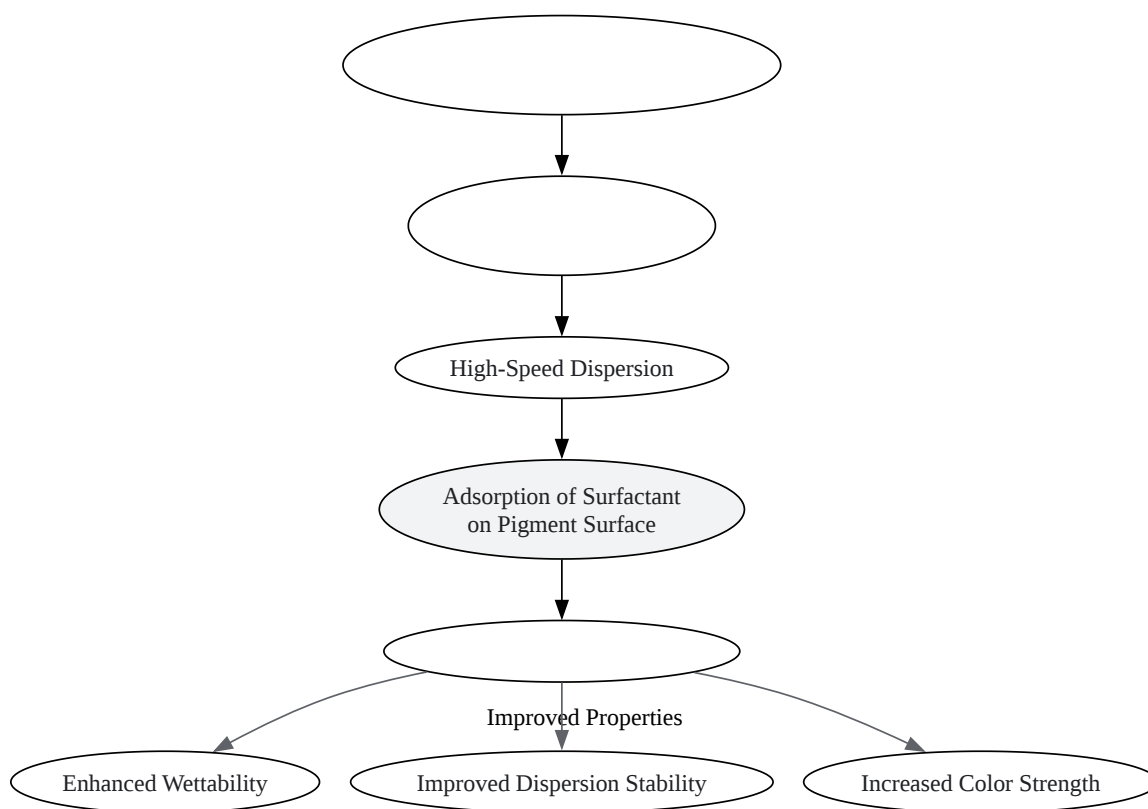 High-Speed Dispersion
Adsorption of Surfactant
on Pigment Surface
Improved Properties
Enhanced Wettability
Improved Dispersion Stability
Increased Color Strength